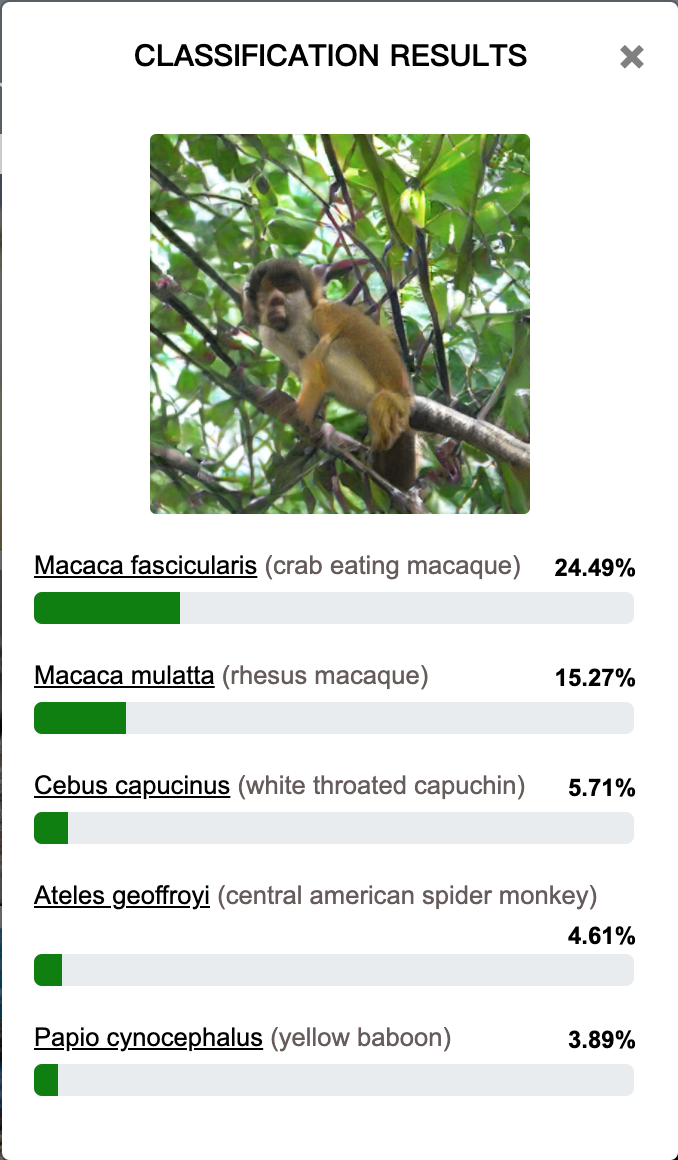 CLASSIFICATION RESULTS
Macaca fascicularis (crab eating macaque) 24.49%
Macaca mulatta (rhesus macaque) 15.27%
Cebus capucinus (white throated capuchin) 5.71%
Ateles geoffroyi (central american spider monkey)
4.61%
Papio cynocephalus (yellow baboon) 3.89%